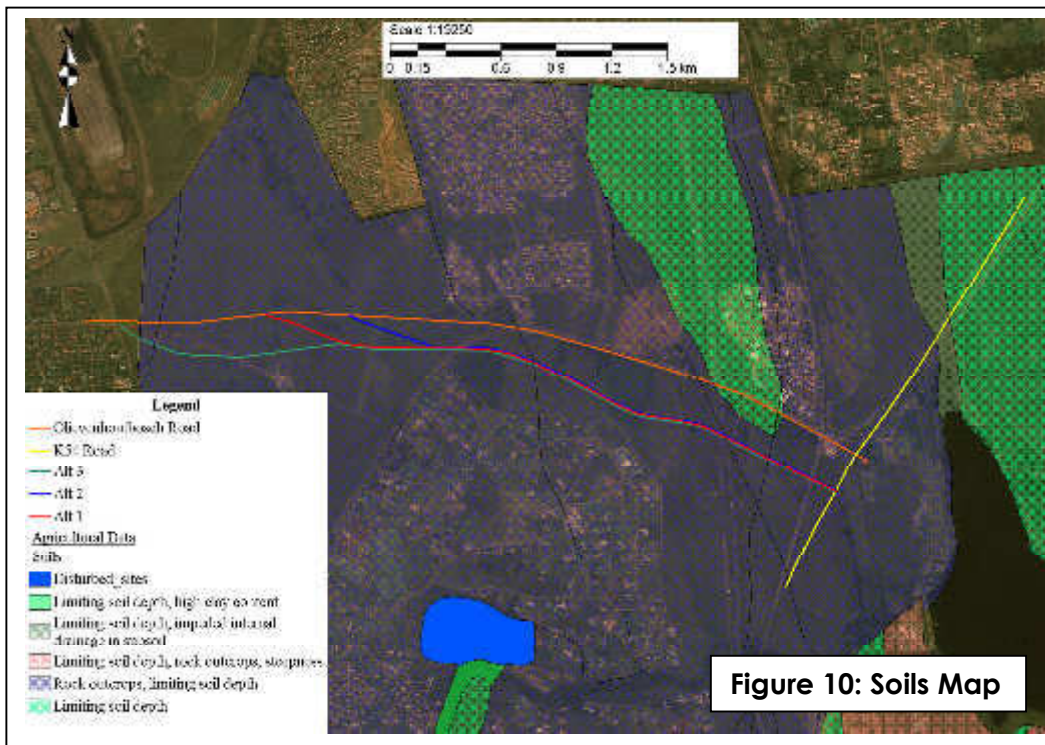 Scale 1:15250
0 0.15 0.6 0.9 1.2 1.5 km
Legend
Road
Road
Alt 3
Alt 2
Alt 1
Agricultural Data
Soils
Disturbed_sites
Limiting soil depth, high clay content
Limiting soil depth, impeded internal
drainage in subsoil
Limiting soil depth, rock outcrops, stoniness
Rock outcrops, limiting soil depth
Limiting soil depth
Figure 10: Soils Map